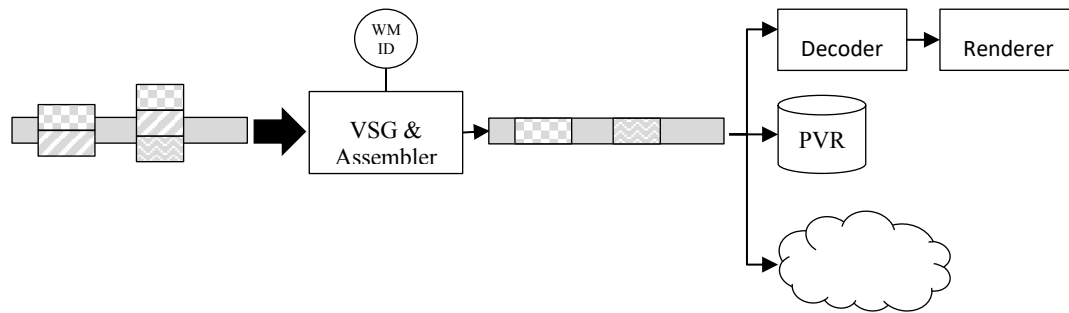 WM
ID
VSG &
Assembler
Decoder
Renderer
PVR